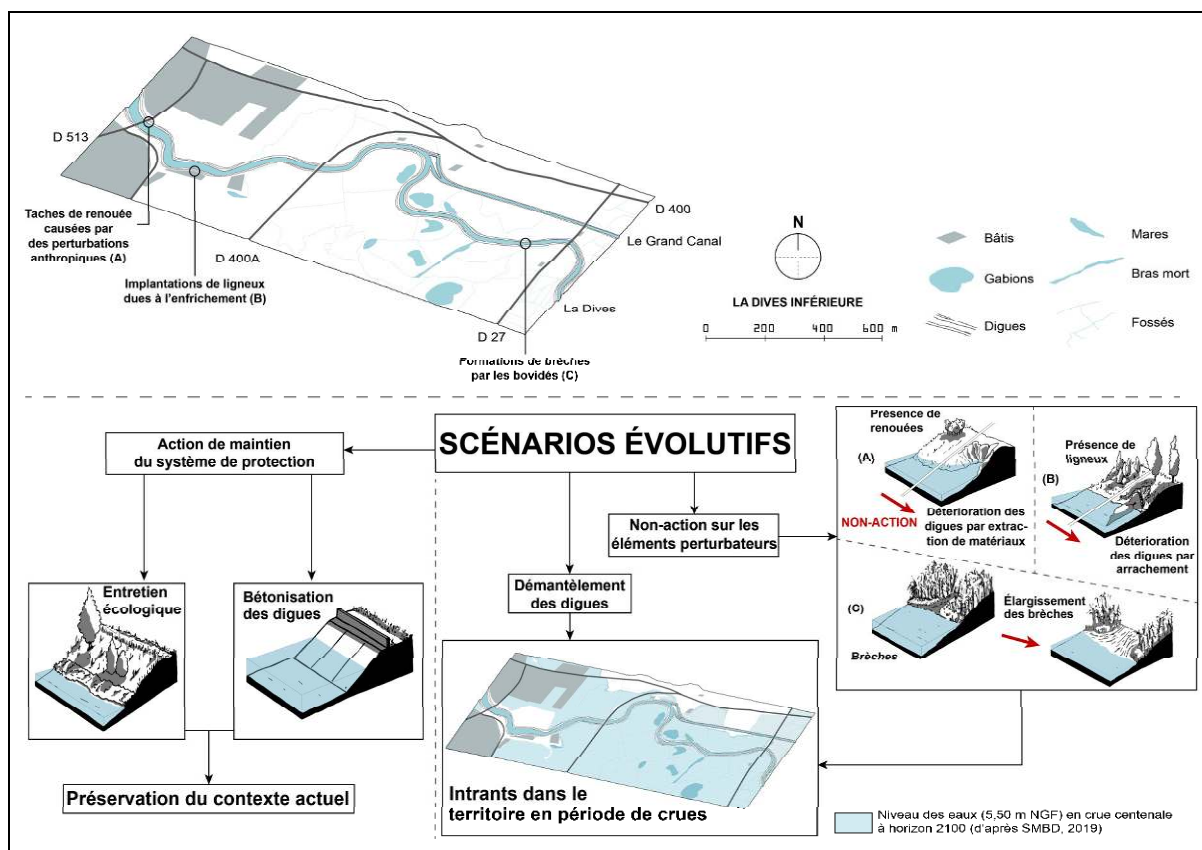 D 513
Taches de renouée
causées par
des perturbations
anthropiques (A)
D 400A
Implantations de ligneux
dues à l'enfrichement (B)
D 400
Le Grand Canal
La Dives
D 27
Formations de brèches
par les bovidés (C)
N
LA DIVES INFÉRIEURE
0 200 400 600 m
Bâtis
Gabions
Digues
Mares
Bras mort
Fossés
SCÉNARIOS ÉVOLUTIFS
Action de maintien
du système de protection
Entretien
écologique
Bétonisation
des digues
Préservation du contexte actuel
Démantèlement
des digues
Non-action sur les
éléments perturbateurs
Présence de
renouées
(A)
NON-ACTION
Détérioration des
digues par extrac-
tion de matériaux
Présence de
ligneux
(B)
Déterioration
des digues par
arrachement
(C)
Brèches
Élargissement
des brèches
Intrants dans le
territoire en période de crues
Niveau des eaux (5,50 m NGF) en crue centenale
à horizon 2100 (d'après SMBD, 2019)